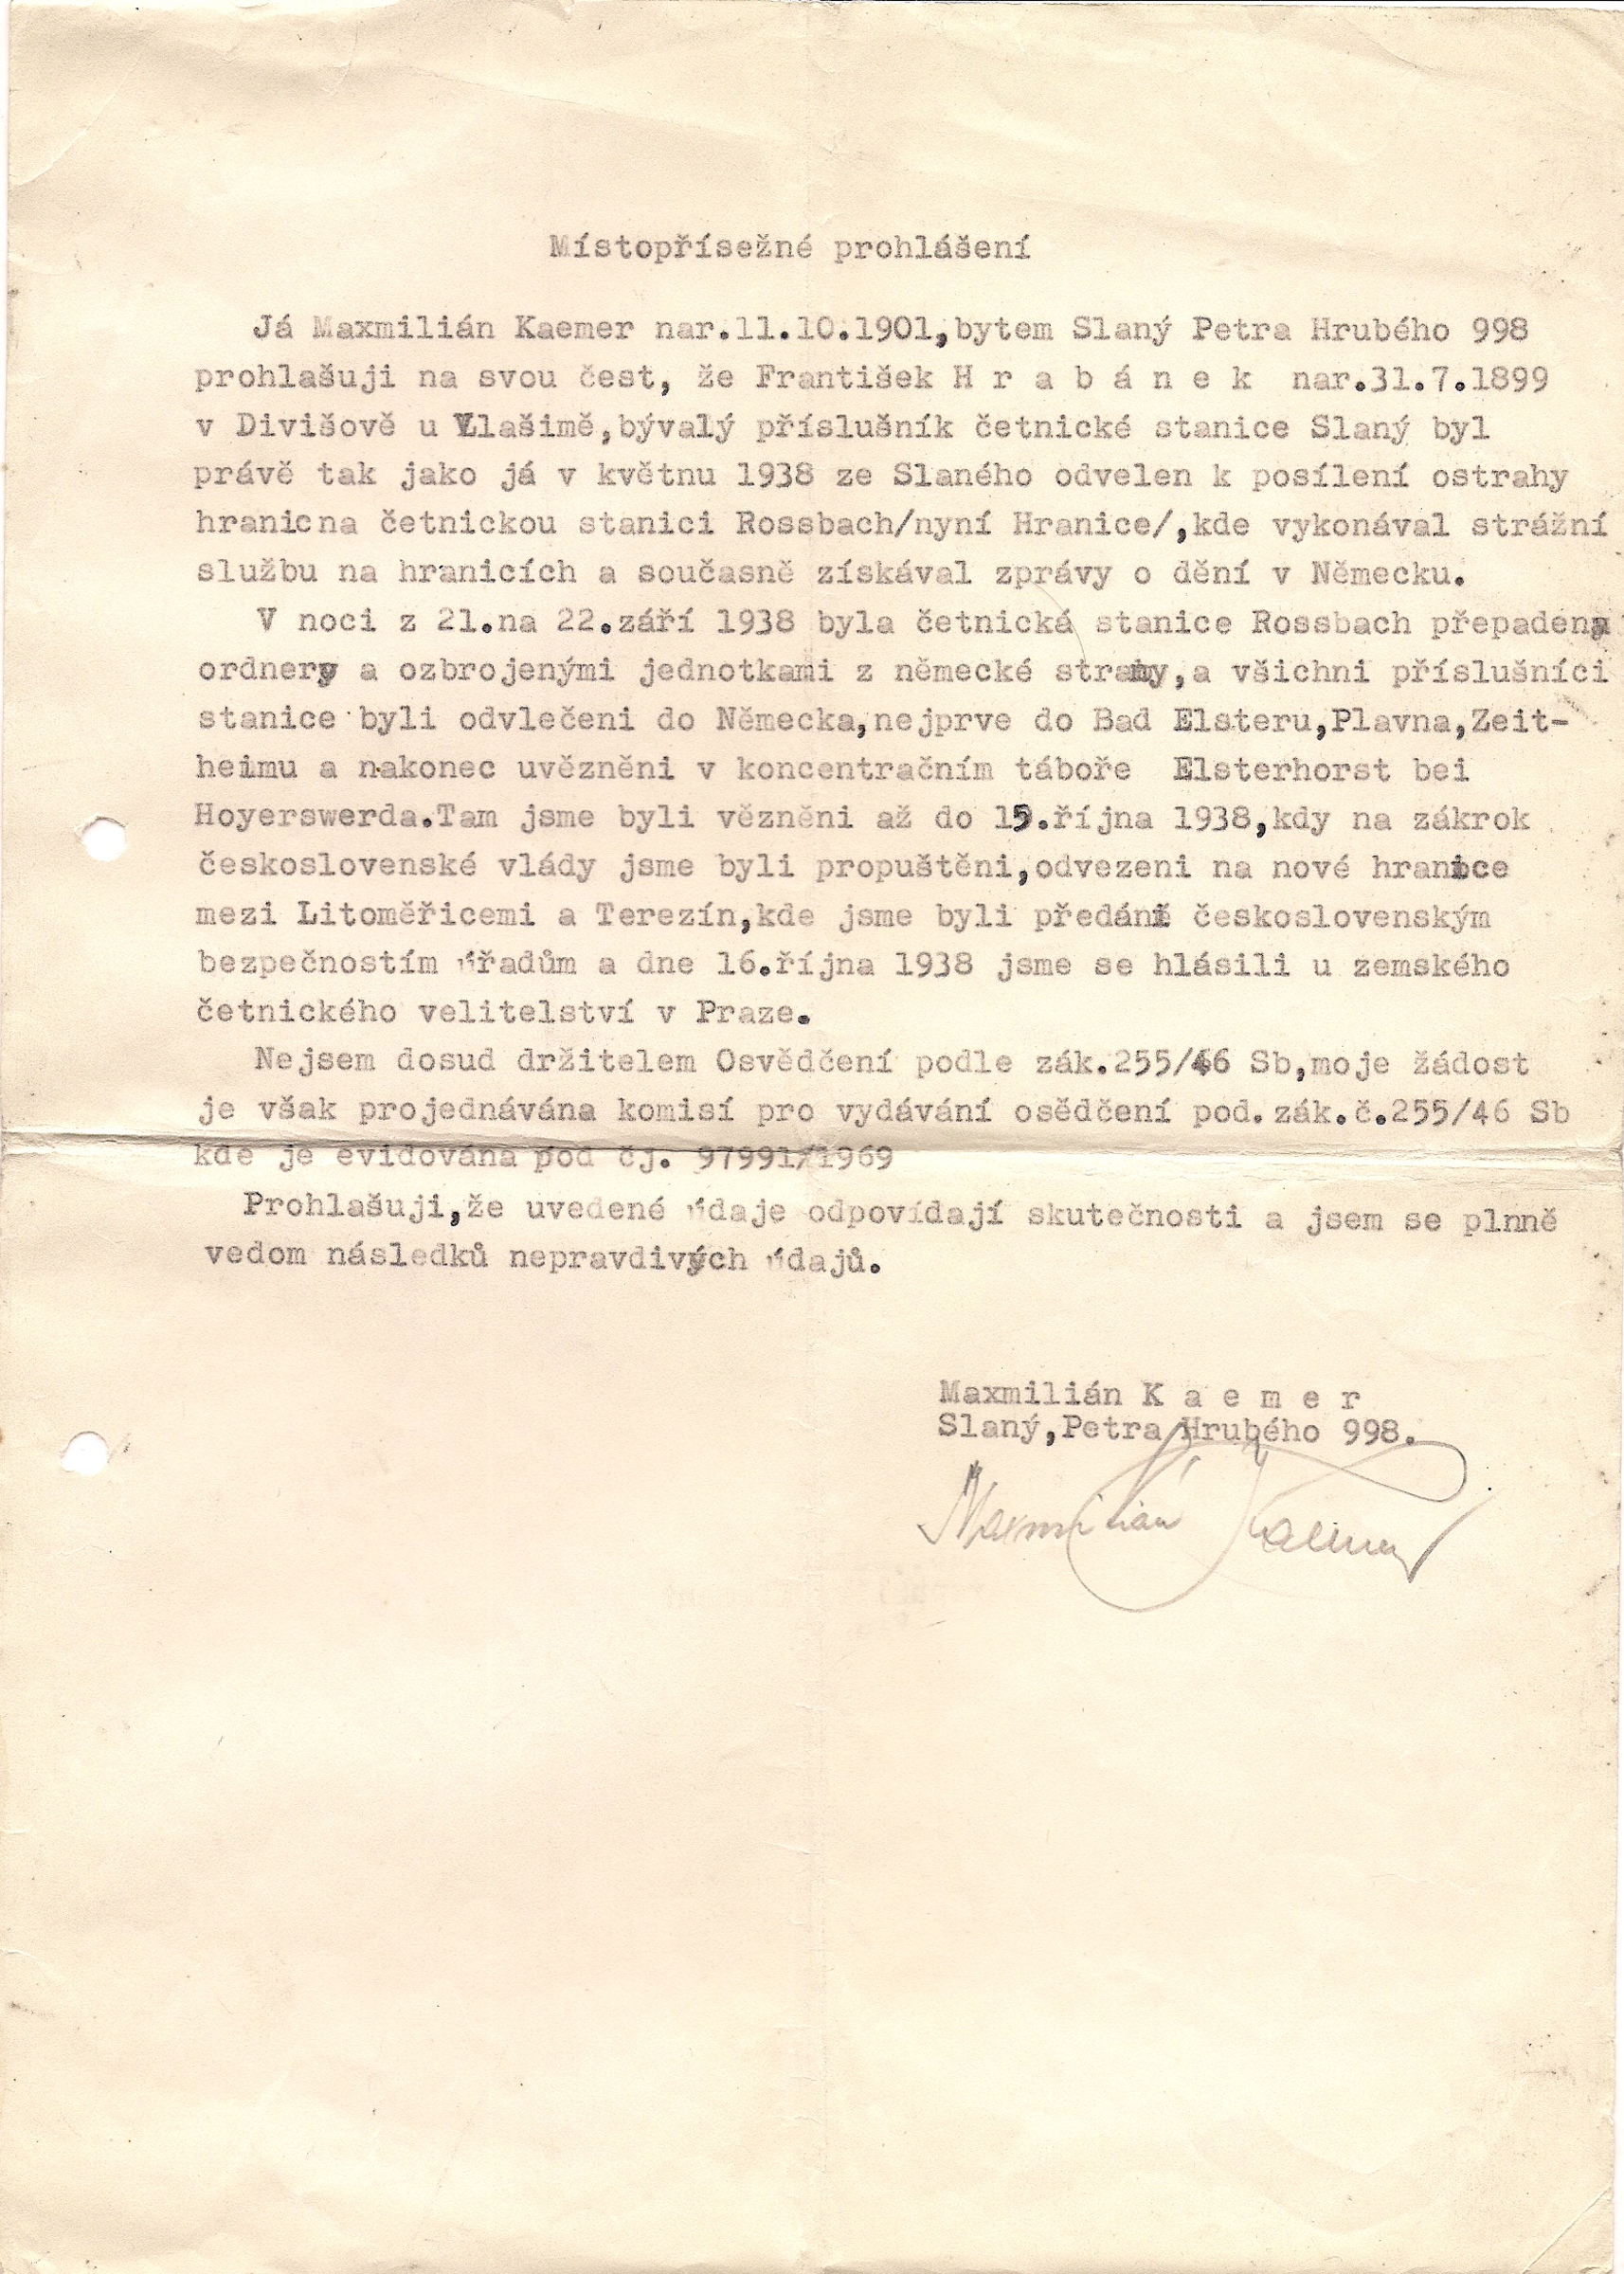 Místopřísežné prohlášení
Já Maxmilián Kaemer nar.11.10.1901,bytem Slaný Petra Hrubého 998
prohlašuji na svou čest, že František H r a b á n e k  nar.31.7.1899
v Divišově u Vlašimě,bývalý příslušník četnické stanice Slaný byl
právě tak jako já v květnu 1938 ze Slaného odvelen k posílení ostrahy
hranic na četnickou stanici Rossbach/nyní Hranice/,kde vykonával strážní
službu na hranicích a současně získával zprávy o dění v Německu.
V noci z 21.na 22.září 1938 byla četnická stanice Rossbach přepadena
ordnery a ozbrojenými jednotkami z německé strany,a všichni příslušníci
stanice byli odvlečeni do Německa,nejprve do Bad Elsteru,Plavna,Zeit-
heimu a nakonec uvězněni v koncentračním táboře  Elsterhorst bei
Hoyerswerda.Tam jsme byli vězněni až do 15.října 1938,kdy na zákrok
československé vlády jsme byli propuštěni,odvezeni na nové hranice
mezi Litoměřicemi a Terezín,kde jsme byli předáni československým
bezpečnostím úřadům a dne 16.října 1938 jsme se hlásili u zemského
četnického velitelství v Praze.
Nejsem dosud držitelem Osvědčení podle zák.255/46 Sb,moje žádost
je však projednávána komisí pro vydávání osědčení pod.zák.č.255/46 Sb
kde je evidována pod čj. 97991/1969
Prohlašuji,že uvedené údaje odpovídají skutečnosti a jsem se plnně
vedom následků nepravdivých údajů.
Maxmilián K a e m e r
Slaný,Petra Hrubého 998.
Maxmilián Kaemer